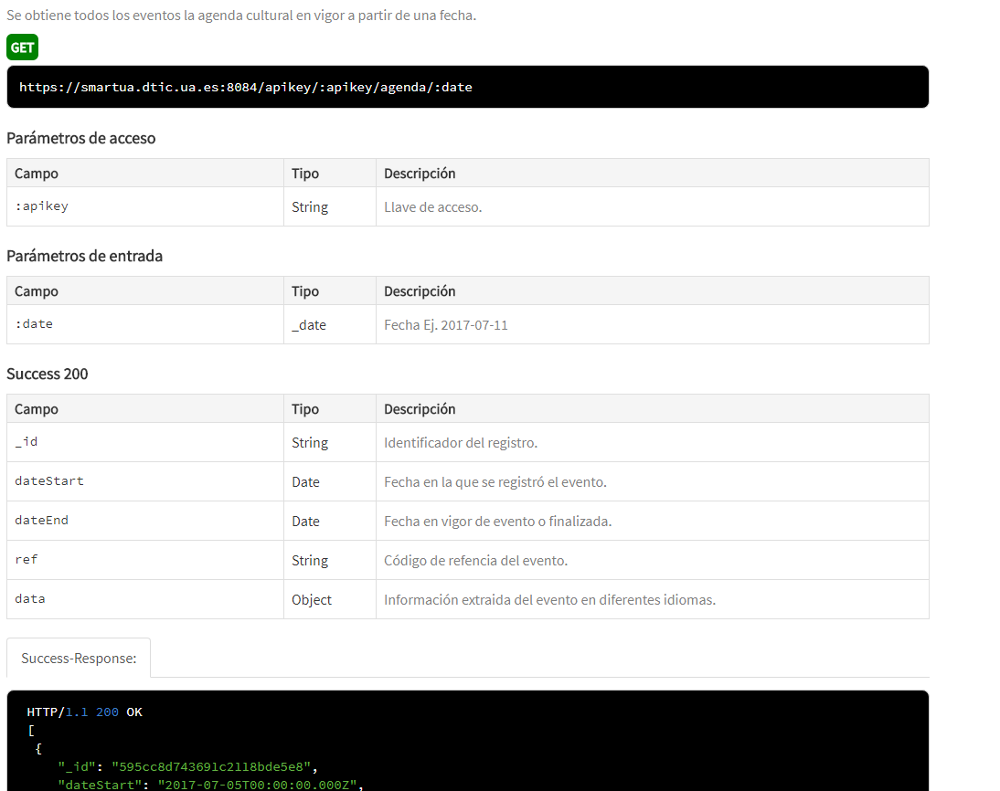 Se obtiene todos los eventos la agenda cultural en vigor a partir de una fecha.
GET
https://smartua.dtic.ua.es:8084/apikey/:apikey/agenda/:date
Parámetros de acceso
Campo Tipo Descripción
:apikey String Llave de acceso.
Parámetros de entrada
Campo Tipo Descripción
:date _date Fecha Ej. 2017-07-11
Success 200
Campo Tipo Descripción
_id String Identificador del registro.
dateStart Date Fecha en la que se registró el evento.
dateEnd Date Fecha en vigor de evento o finalizada.
ref String Código de refencia del evento.
data Object Información extraida del evento en diferentes idiomas.
Success-Response:
HTTP/1.1 200 OK
[
{
"_id": "595cc8d743691c2118bde5e8",
"dateStart": "2017-07-05T00:00:00.000Z",